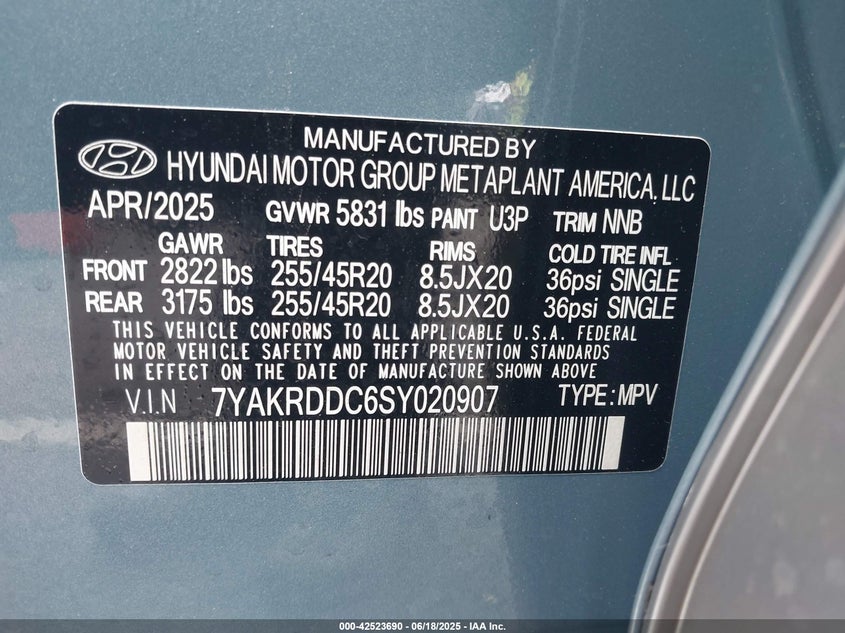 MANUFACTURED BY
HYUNDAI MOTOR GROUP METAPLANT AMERICA, LLC
APR/2025 GVWR 5831 lbs PAINT U3P TRIM NNB
GAWR TIRES RIMS COLD TIRE INFL
FRONT 2822 lbs 255/45R20 8.5JX20 36psi SINGLE
REAR 3175 lbs 255/45R20 8.5JX20 36psi SINGLE
THIS VEHICLE CONFORMS TO ALL APPLICABLE U.S.A. FEDERAL
MOTOR VEHICLE SAFETY AND THEFT PREVENTION STANDARDS
IN EFFECT ON THE DATE OF MANUFACTURE SHOWN ABOVE
V.I.N 7YAKRDDC6SY020907 TYPE: MPV
000-42523690 - 06/18/2025 - IAA Inc.